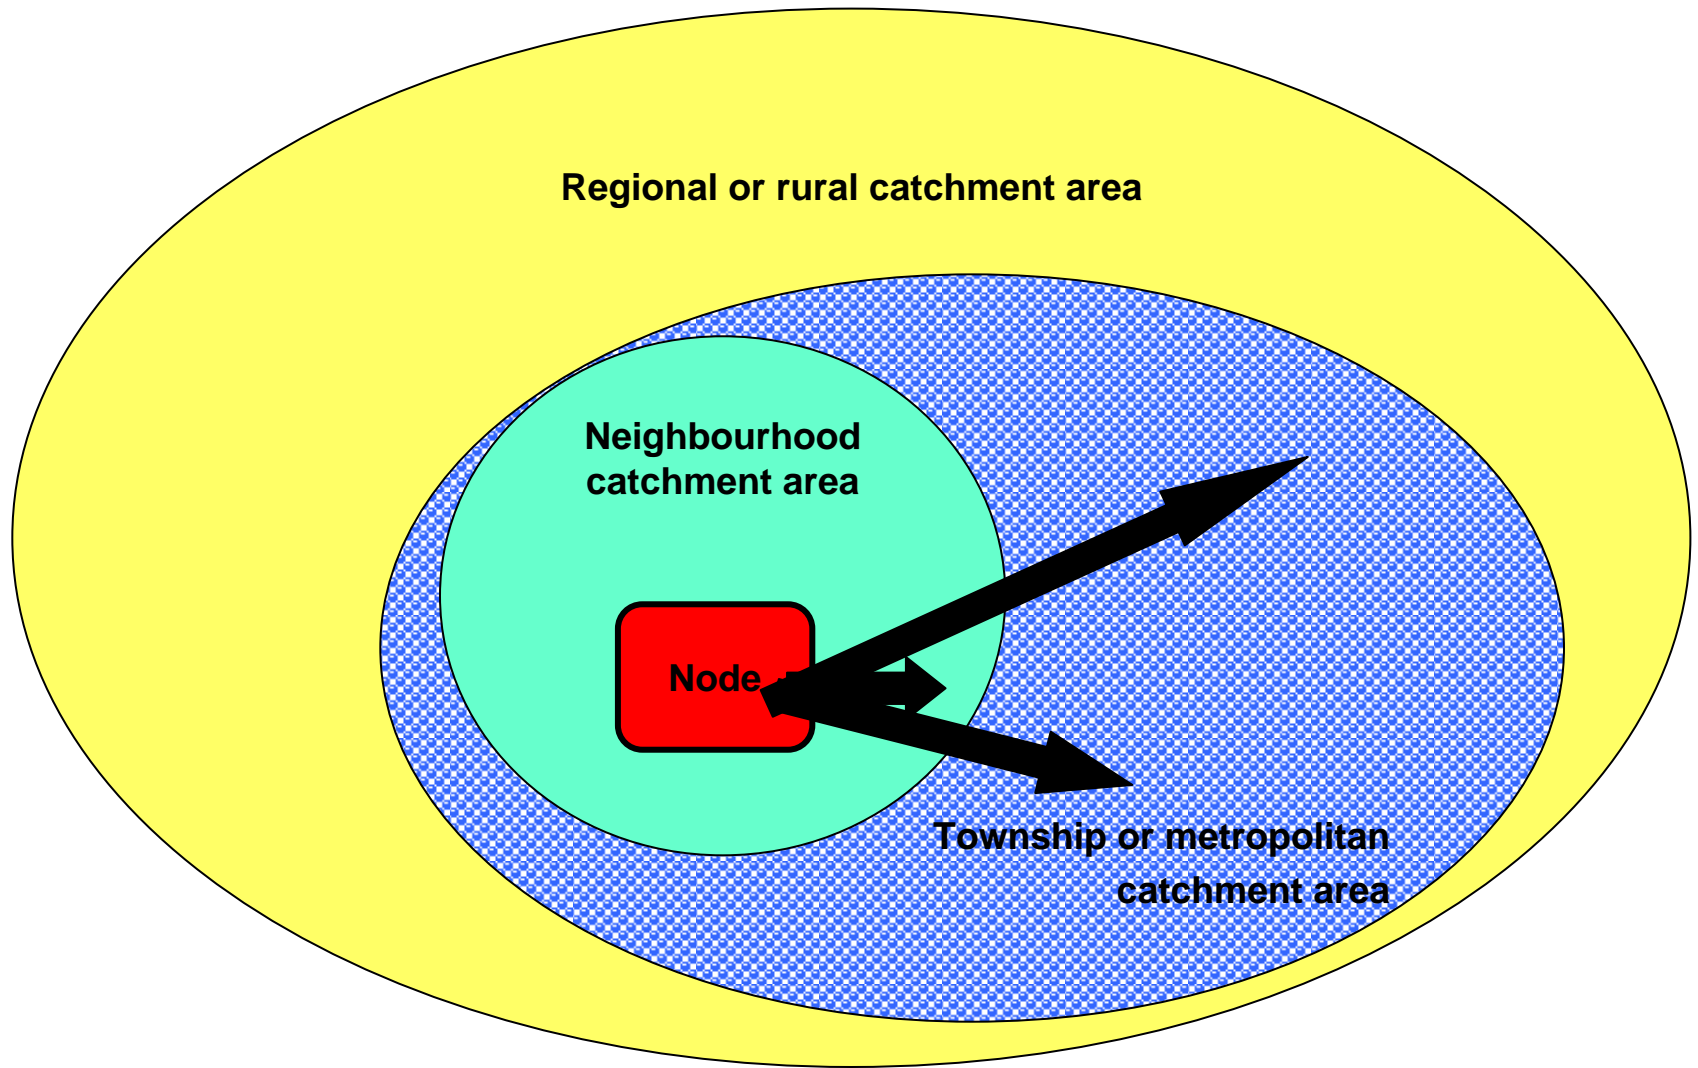 Regional or rural catchment area
Neighbourhood
catchment area
Node
Township or metropolitan
catchment area